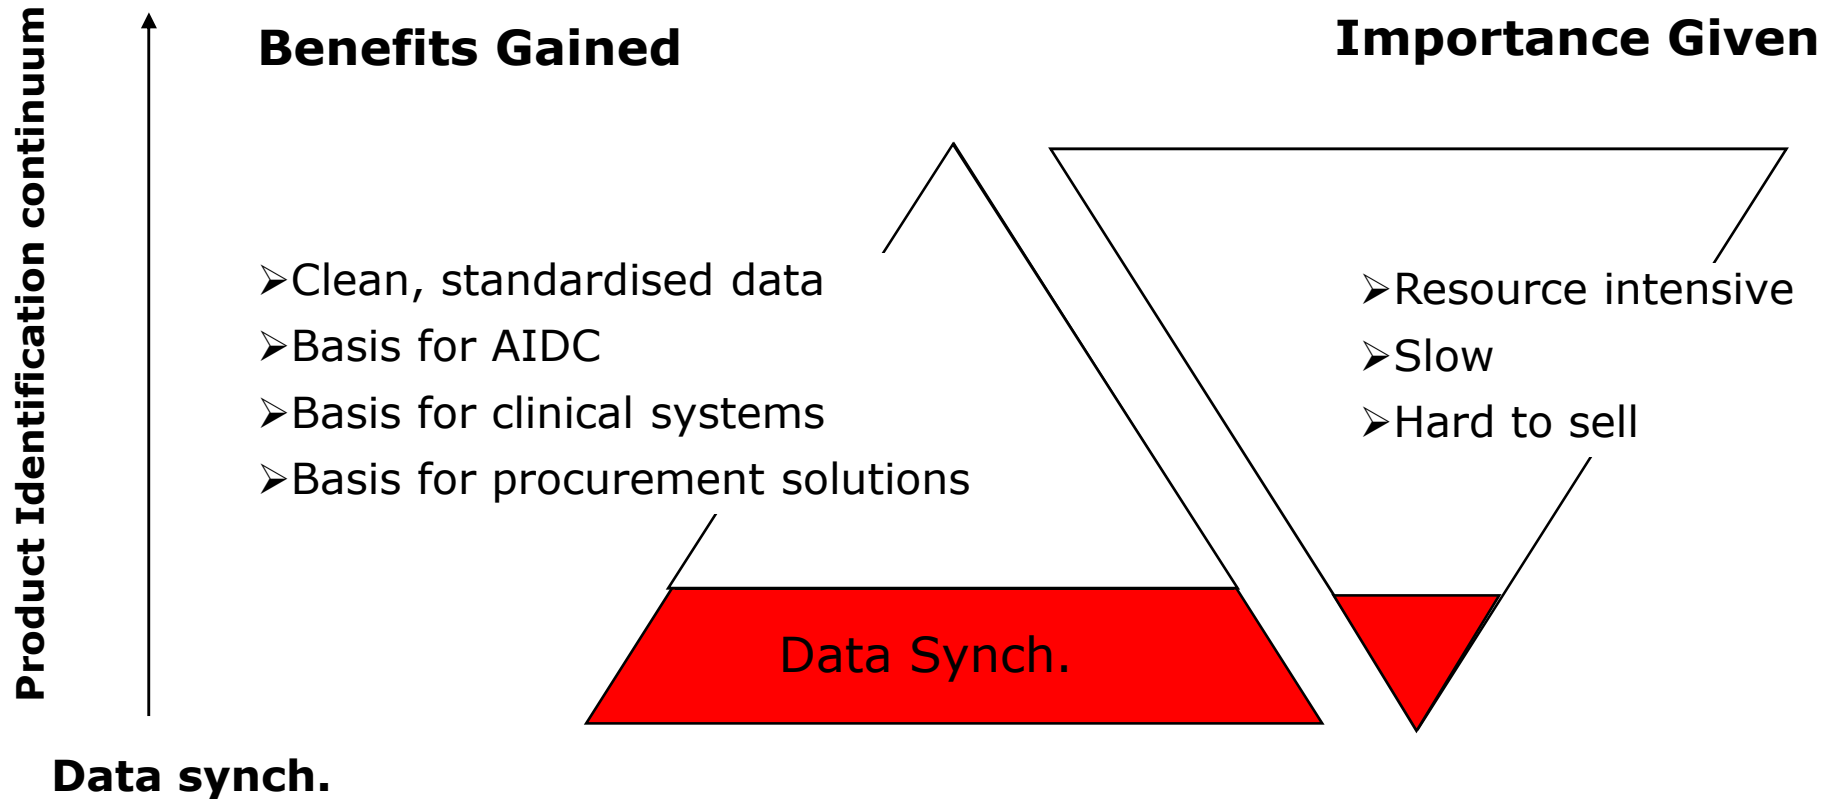 Product Identification continuum
Benefits Gained
Importance Given
➢Clean, standardised data
➢Basis for AIDC
➢Basis for clinical systems
➢Basis for procurement solutions
➢Resource intensive
➢Slow
➢Hard to sell
Data Synch.
Data synch.